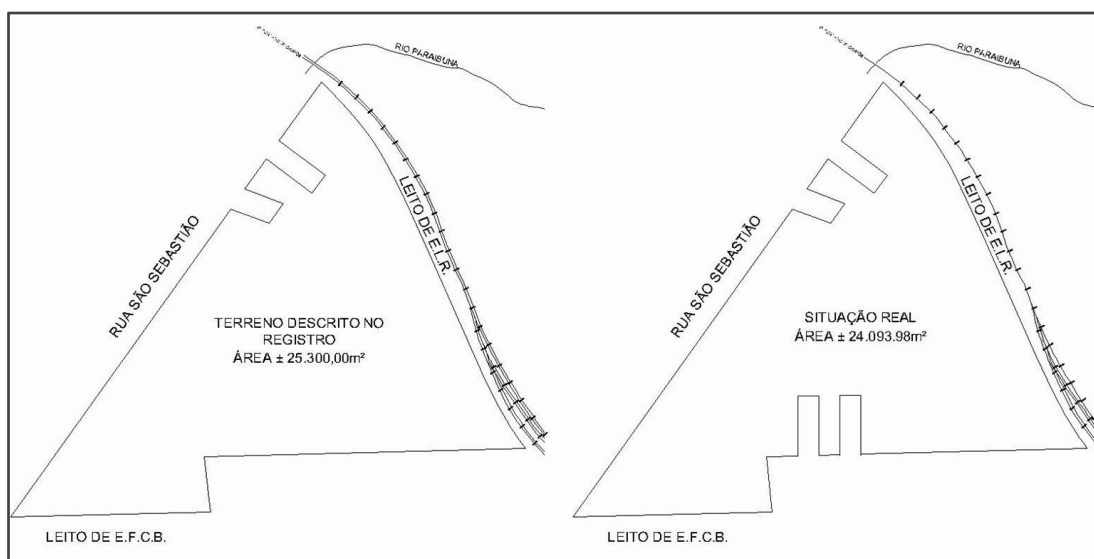 RIO PARAIBUNA
LEITO DE E.L.R.
RUA SÃO SEBASTIÃO
TERRENO DESCRITO NO
REGISTRO
ÁREA ± 25.300,00m²
LEITO DE E.F.C.B.
RIO PARAIBUNA
LEITO DE E.L.R.
RUA SÃO SEBASTIÃO
SITUAÇÃO REAL
ÁREA ± 24.093.98m²
LEITO DE E.F.C.B.